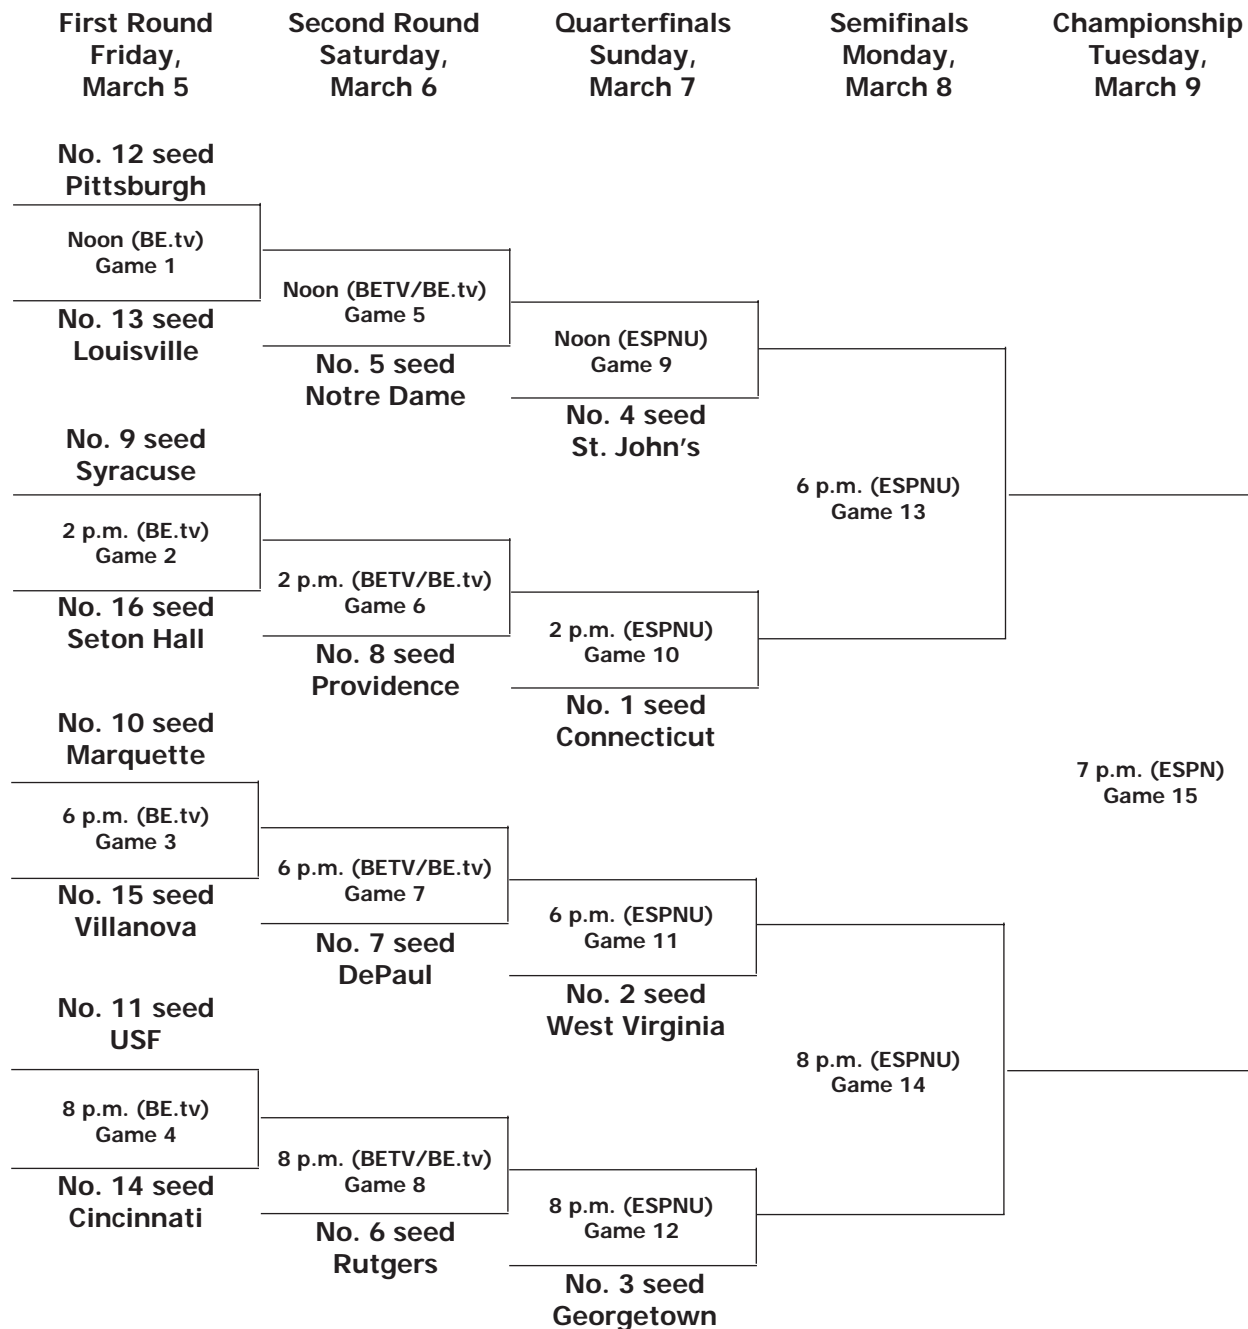 First Round
Friday,
March 5
Second Round
Saturday,
March 6
Quarterfinals
Sunday,
March 7
Semifinals
Monday,
March 8
Championship
Tuesday,
March 9
No. 12 seed
Pittsburgh
Noon (BE.tv)
Game 1
No. 13 seed
Louisville
No. 9 seed
Syracuse
2 p.m. (BE.tv)
Game 2
No. 16 seed
Seton Hall
No. 10 seed
Marquette
6 p.m. (BE.tv)
Game 3
No. 15 seed
Villanova
No. 11 seed
USF
8 p.m. (BE.tv)
Game 4
No. 14 seed
Cincinnati
Noon (BETV/BE.tv)
Game 5
No. 5 seed
Notre Dame
2 p.m. (BETV/BE.tv)
Game 6
No. 8 seed
Providence
6 p.m. (BETV/BE.tv)
Game 7
No. 7 seed
DePaul
8 p.m. (BETV/BE.tv)
Game 8
No. 6 seed
Rutgers
Noon (ESPNU)
Game 9
No. 4 seed
St. John's
2 p.m. (ESPNU)
Game 10
No. 1 seed
Connecticut
6 p.m. (ESPNU)
Game 11
No. 2 seed
West Virginia
8 p.m. (ESPNU)
Game 12
No. 3 seed
Georgetown
6 p.m. (ESPNU)
Game 13
8 p.m. (ESPNU)
Game 14
7 p.m. (ESPN)
Game 15